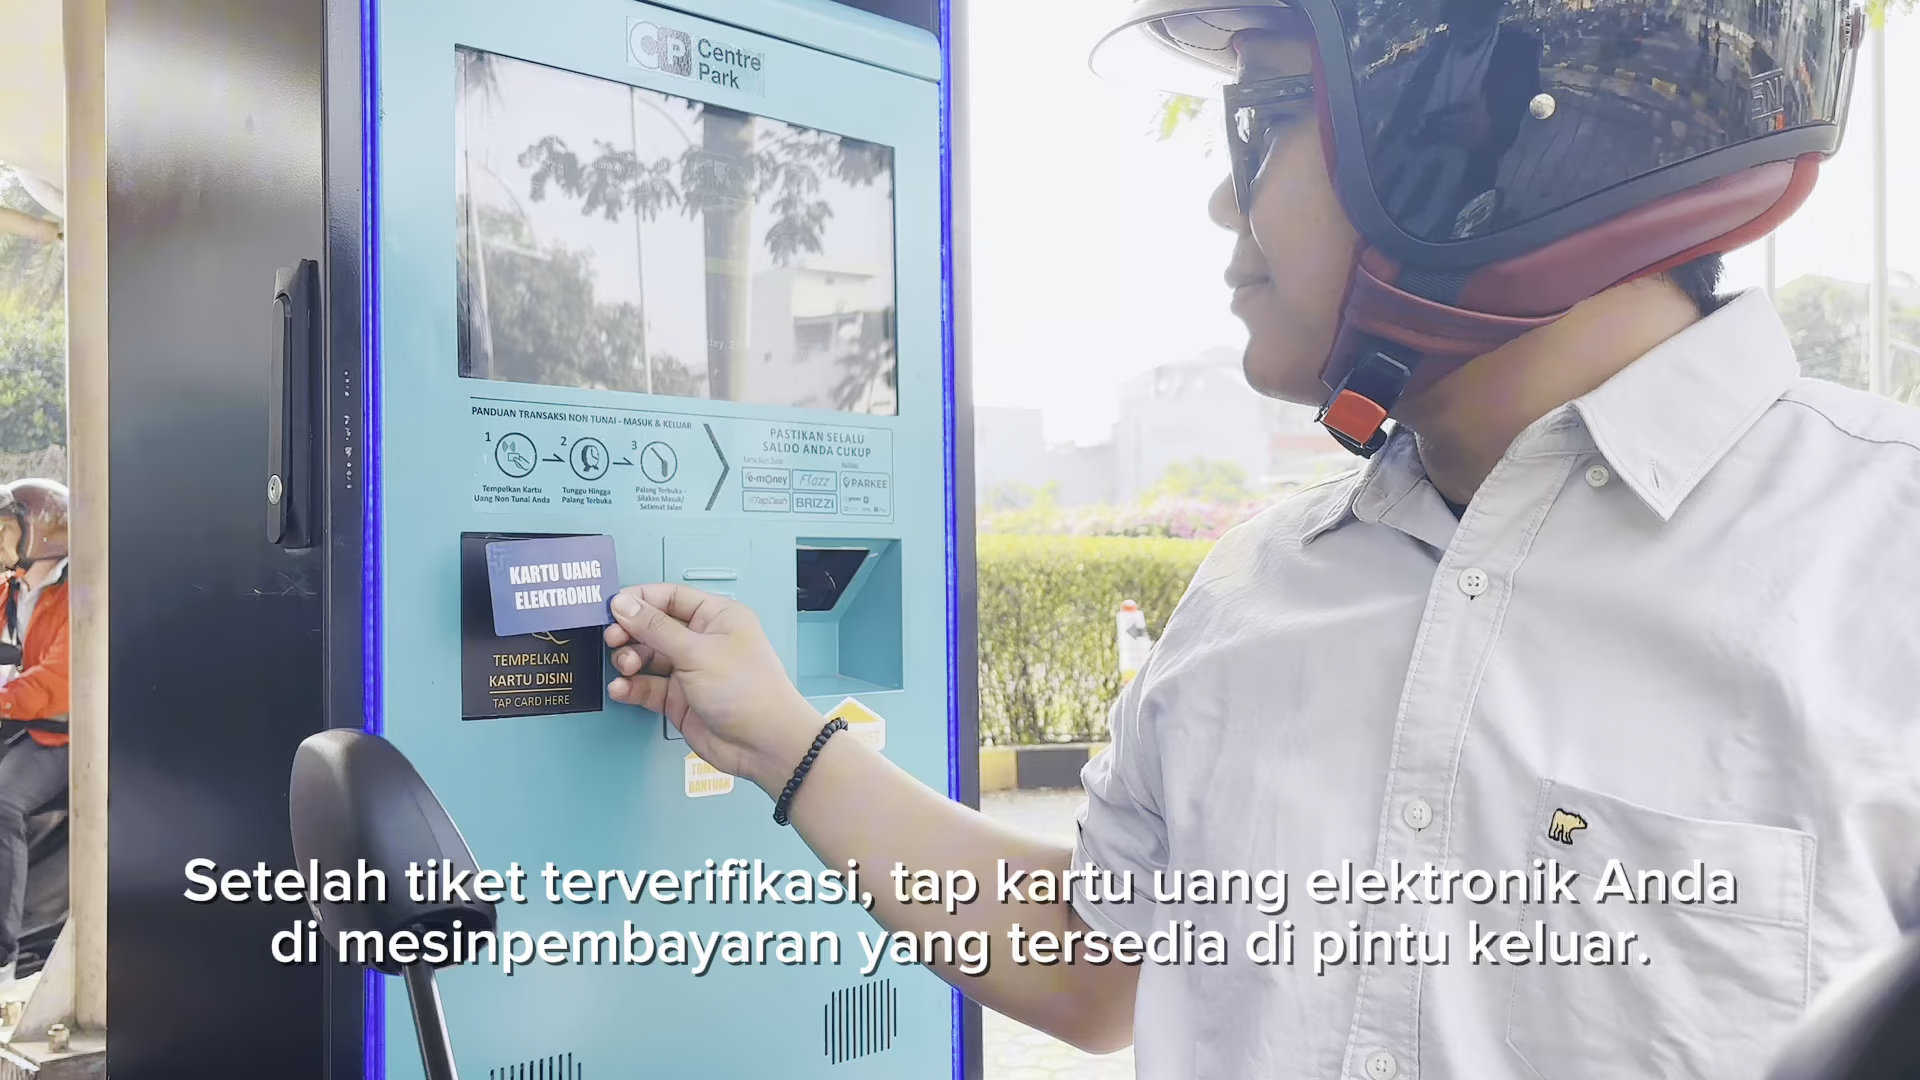 Centre
Park
PANDUAN TRANSAKSI NON TUNAI - MASUK & KELUAR
1
2
3
Tempelkan Kartu
Uang Non Tunai Anda
Tunggu Hingga
Palang Terbuka
Palang Terbuka -
Silakan Masuk/
Selamat Jalan
PASTIKAN SELALU
SALDO ANDA CUKUP
e-money
Flazz
PARKEE
TapCash
BRIZZI
KARTU UANG
ELEKTRONIK
TEMPELKAN
KARTU DISINI
TAP CARD HERE
BANTUAN
Setelah tiket terverifikasi, tap kartu uang elektronik Anda
di mesinpembayaran yang tersedia di pintu keluar.